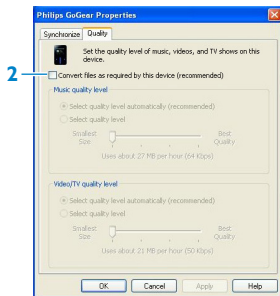 Philips GoGear Properties
Synchronize Quality
Set the quality level of music, videos, and TV shows on this
device.
2
Convert files as required by this device (recommended)
Music quality level
Select quality level automatically (recommended)
Select quality level
Smallest Best
Size Quality
Uses about 27 MB per hour (64 Kbps)
Video/TV quality level
Select quality level automatically (recommended)
Select quality level
Smallest Best
Size Quality
Uses about 21 MB per hour (50 Kbps)
OK Cancel Apply Help